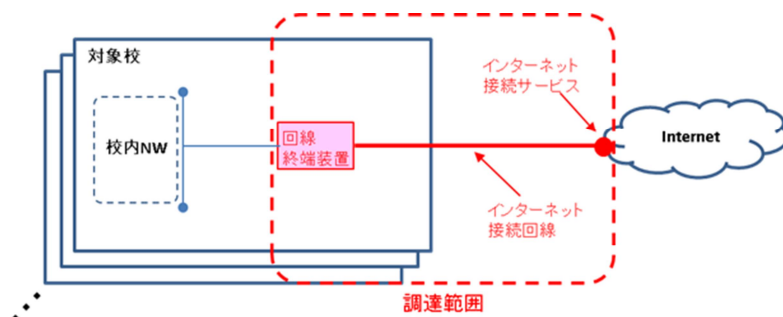 対象校
インターネット
接続サービス
校内NW
回線
終端装置
Internet
インターネット
接続回線
調達範囲